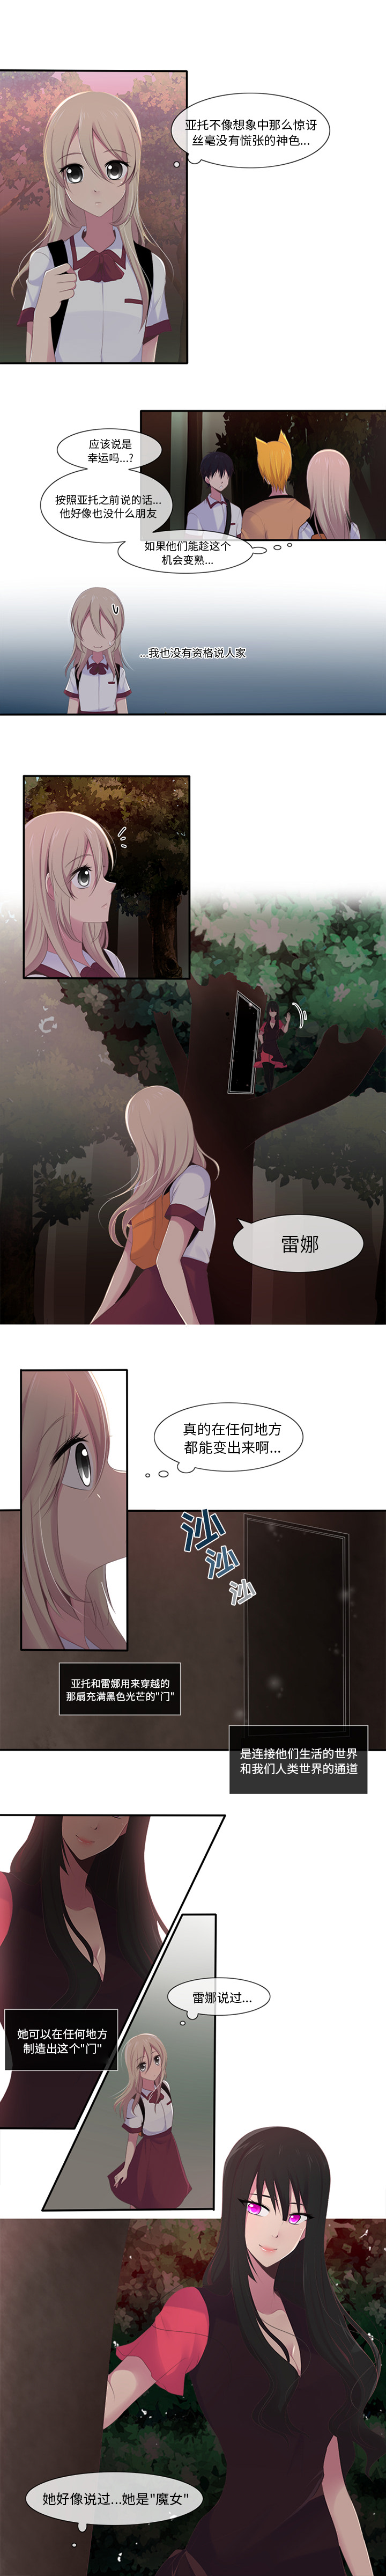 亚托不像想象中那么惊讶
丝毫没有慌张的神色...
应该说是
幸运吗...?
按照亚托之前说的话...
他好像也没什么朋友
如果他们能趁这个
机会变熟...
...我也没有资格说人家
雷娜
真的在任何地方
都能变出来啊...
沙
沙
沙
亚托和雷娜用来穿越的
那扇充满黑色光芒的"门"
是连接他们生活的世界
和我们人类世界的通道
雷娜说过...
她可以在任何地方
制造出这个"门"
她好像说过...她是"魔女"